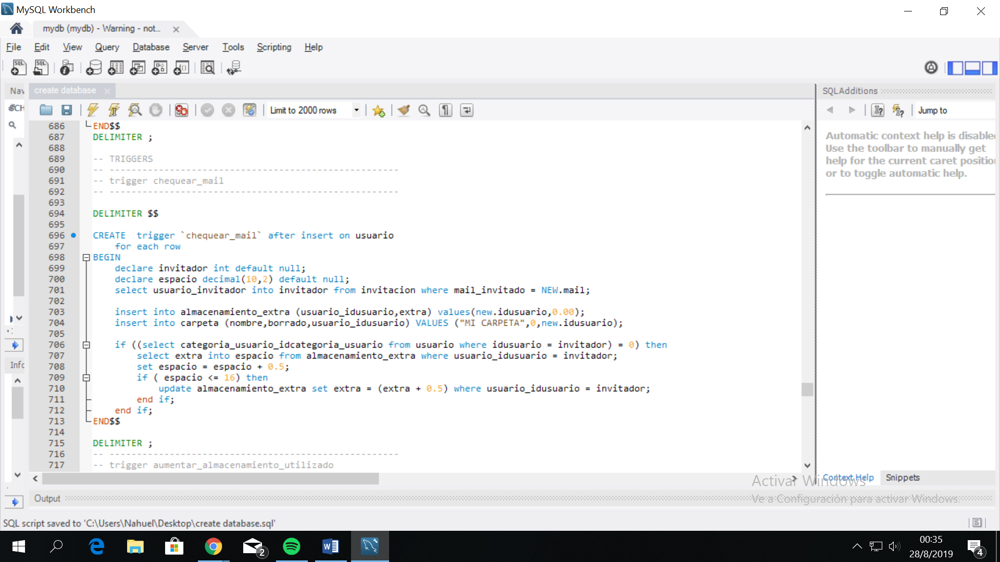 MySQL Workbench
mydb (mydb) - Warning - not...
File Edit View Query Database Server Tools Scripting Help
Nav
create database
SQLAdditions
Limit to 2000 rows
Jump to
686 END$$
687 DELIMITER ;
688
689 -- TRIGGERS
690 -- -----------------------------------------------------
691 -- trigger chequear_mail
692 -- -----------------------------------------------------
693
694 DELIMITER $$
695
696 CREATE  trigger `chequear_mail` after insert on usuario
697     for each row
698 BEGIN
699     declare invitador int default null;
700     declare espacio decimal(10,2) default null;
701     select usuario_invitador into invitador from invitacion where mail_invitado = NEW.mail;
702
703     insert into almacenamiento_extra (usuario_idusuario,extra) values(new.idusuario,0.00);
704     insert into carpeta (nombre,borrado,usuario_idusuario) VALUES ("MI CARPETA",0,new.idusuario);
705
706     if ((select categoria_usuario_idcategoria_usuario from usuario where idusuario = invitador) = 0) then
707         select extra into espacio from almacenamiento_extra where usuario_idusuario = invitador;
708         set espacio = espacio + 0.5;
709         if ( espacio <= 16) then
710             update almacenamiento_extra set extra = (extra + 0.5) where usuario_idusuario = invitador;
711         end if;
712     end if;
713 END$$
714
715 DELIMITER ;
716 -- -----------------------------------------------------
717 -- trigger aumentar_almacenamiento_utilizado
Automatic context help is disable
Use the toolbar to manually get
help for the current caret positio
or to toggle automatic help.
Info
Context Help Snippets
Activar Windows
Ve a Configuración para activar Windows.
Output
SQL script saved to 'C:\Users\Nahuel\Desktop\create database.sql'
2
00:35
28/8/2019
4